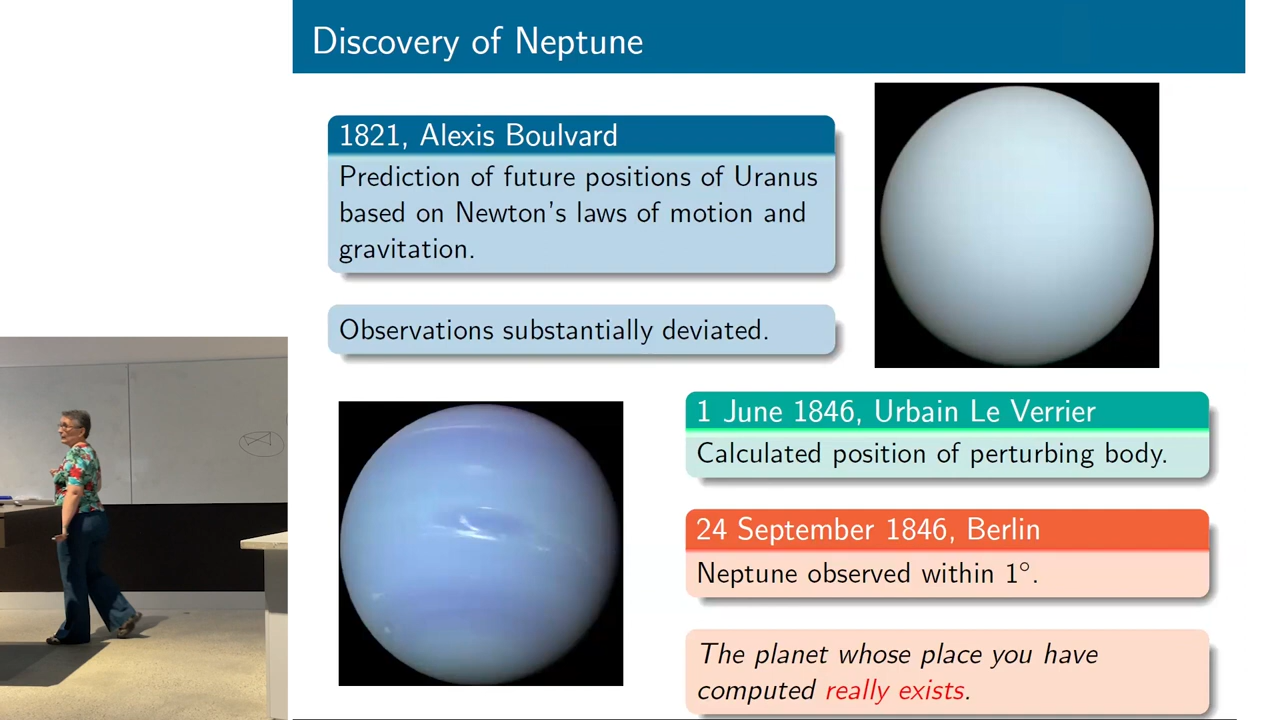 Discovery of Neptune
1821, Alexis Boulvard
Prediction of future positions of Uranus
based on Newton's laws of motion and
gravitation.
Observations substantially deviated.
1 June 1846, Urbain Le Verrier
Calculated position of perturbing body.
24 September 1846, Berlin
Neptune observed within 1°.
The planet whose place you have
computed really exists.